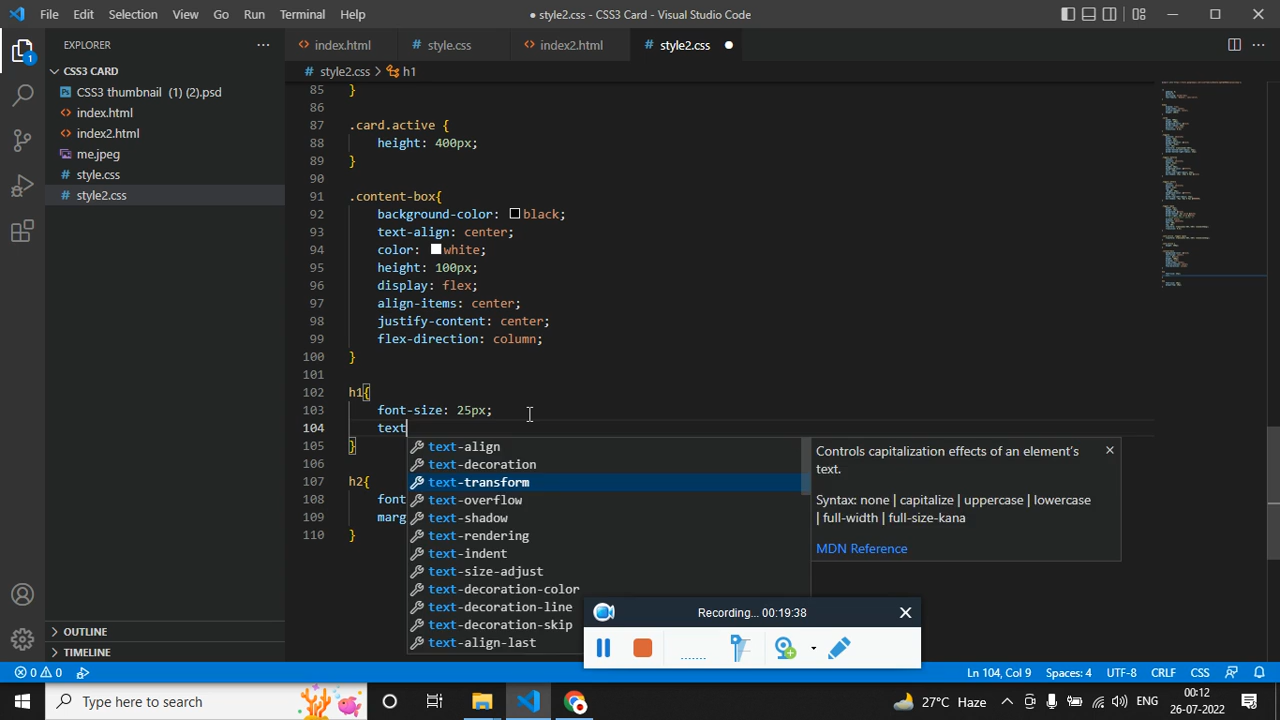 File Edit Selection View Go Run Terminal Help
● style2.css - CSS3 Card - Visual Studio Code
EXPLORER
index.html
style.css
index2.html
style2.css
1
CSS3 CARD
style2.css > h1
CSS3 thumbnail (1) (2).psd
index.html
index2.html
me.jpeg
style.css
style2.css
85 }
86
87 .card.active {
88 height: 400px;
89 }
90
91 .content-box{
92 background-color: black;
93 text-align: center;
94 color: white;
95 height: 100px;
96 display: flex;
97 align-items: center;
98 justify-content: center;
99 flex-direction: column;
100 }
101
102 h1{
103 font-size: 25px;
104 text
105 }
106
107 h2{
108 font
109 marg
110 }
text-align
text-decoration
text-transform
text-overflow
text-shadow
text-rendering
text-indent
text-size-adjust
text-decoration-color
text-decoration-line
text-decoration-skip
text-align-last
Controls capitalization effects of an element's
text.
Syntax: none | capitalize | uppercase | lowercase
| full-width | full-size-kana
MDN Reference
Recording... 00:19:38
OUTLINE
TIMELINE
0 0
Ln 104, Col 9 Spaces: 4 UTF-8 CRLF CSS
Type here to search
27°C Haze
ENG
00:12
26-07-2022